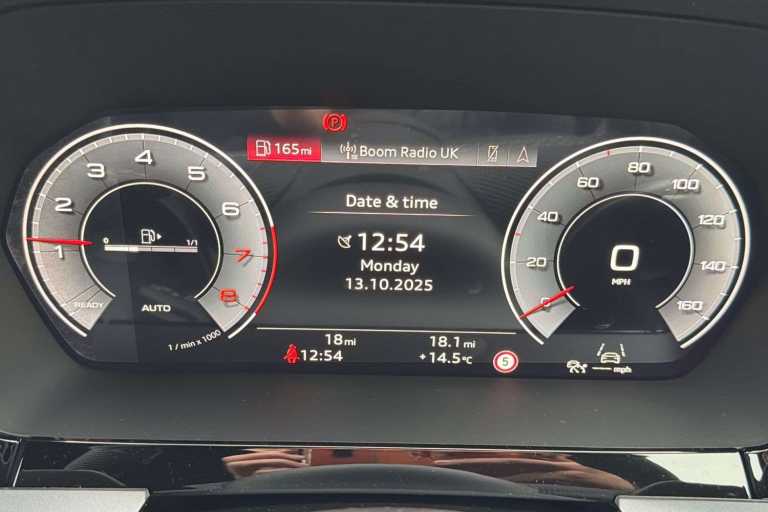 P
165mi
Boom Radio UK
Date & time
12:54
Monday
13.10.2025
1
2
3
4
5
6
7
8
READY
0
1/1
AUTO
1 / min x 1000
0
20
40
60
80
100
120
140
160
0
MPH
18mi
18.1mi
12:54
+14.5°C
5
mph